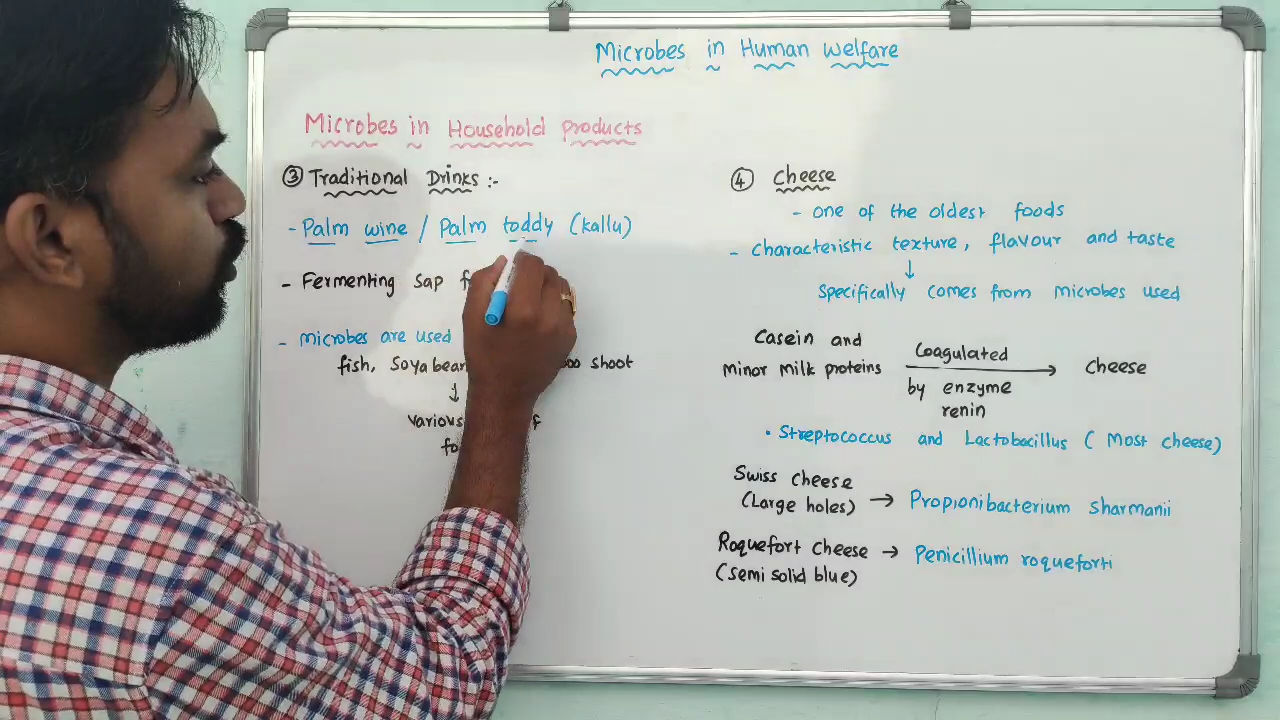 Microbes in Human Welfare
Microbes in Household products
③ Traditional Drinks :-
- Palm wine / Palm toddy (kallu)
- Fermenting Sap
- Microbes are used
fish, Soya bean shoot
↓
various
④ Cheese
- One of the oldest foods
- Characteristic texture, flavour and taste
↓
Specifically comes from microbes used
Casein and
minor milk proteins
Coagulated
by enzyme
renin
→ Cheese
• Streptococcus and Lactobacillus ( Most cheese)
Swiss cheese
(Large holes) → Propionibacterium sharmanii
Roquefort cheese → Penicillium roqueforti
(semi solid blue)